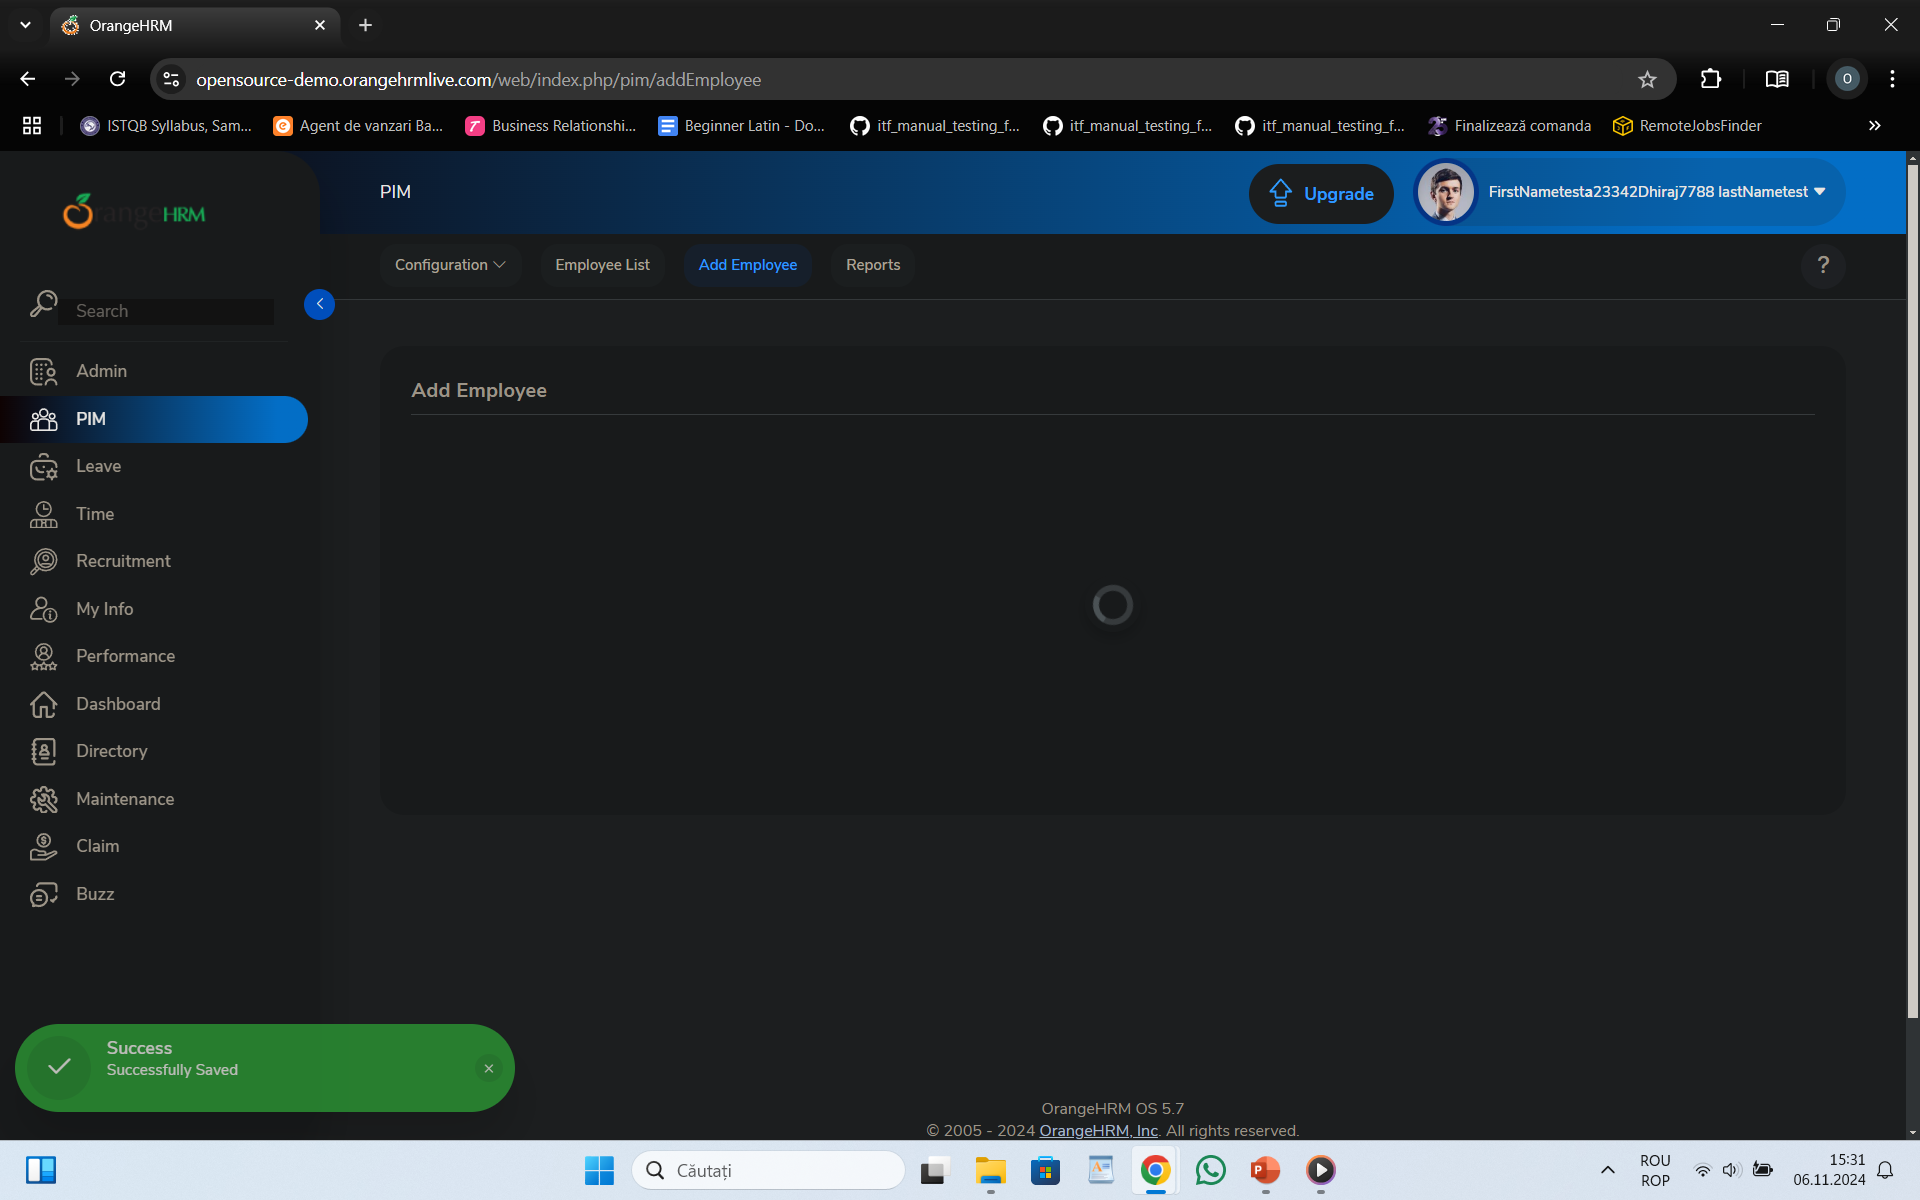 OrangeHRM
opensource-demo.orangehrmlive.com/web/index.php/pim/addEmployee
O
ISTQB Syllabus, Sam...
Agent de vanzari Ba...
Business Relationshi...
Beginner Latin - Do...
itf_manual_testing_f...
itf_manual_testing_f...
itf_manual_testing_f...
Finalizează comanda
RemoteJobsFinder
OrangeHRM
PIM
Upgrade
FirstNametesta23342Dhiraj7788 lastNametest
Configuration
Employee List
Add Employee
Reports
?
Search
Admin
PIM
Leave
Time
Recruitment
My Info
Performance
Dashboard
Directory
Maintenance
Claim
Buzz
Add Employee
Success
Successfully Saved
OrangeHRM OS 5.7
© 2005 - 2024 OrangeHRM, Inc. All rights reserved.
Căutați
ROU
ROP
15:31
06.11.2024